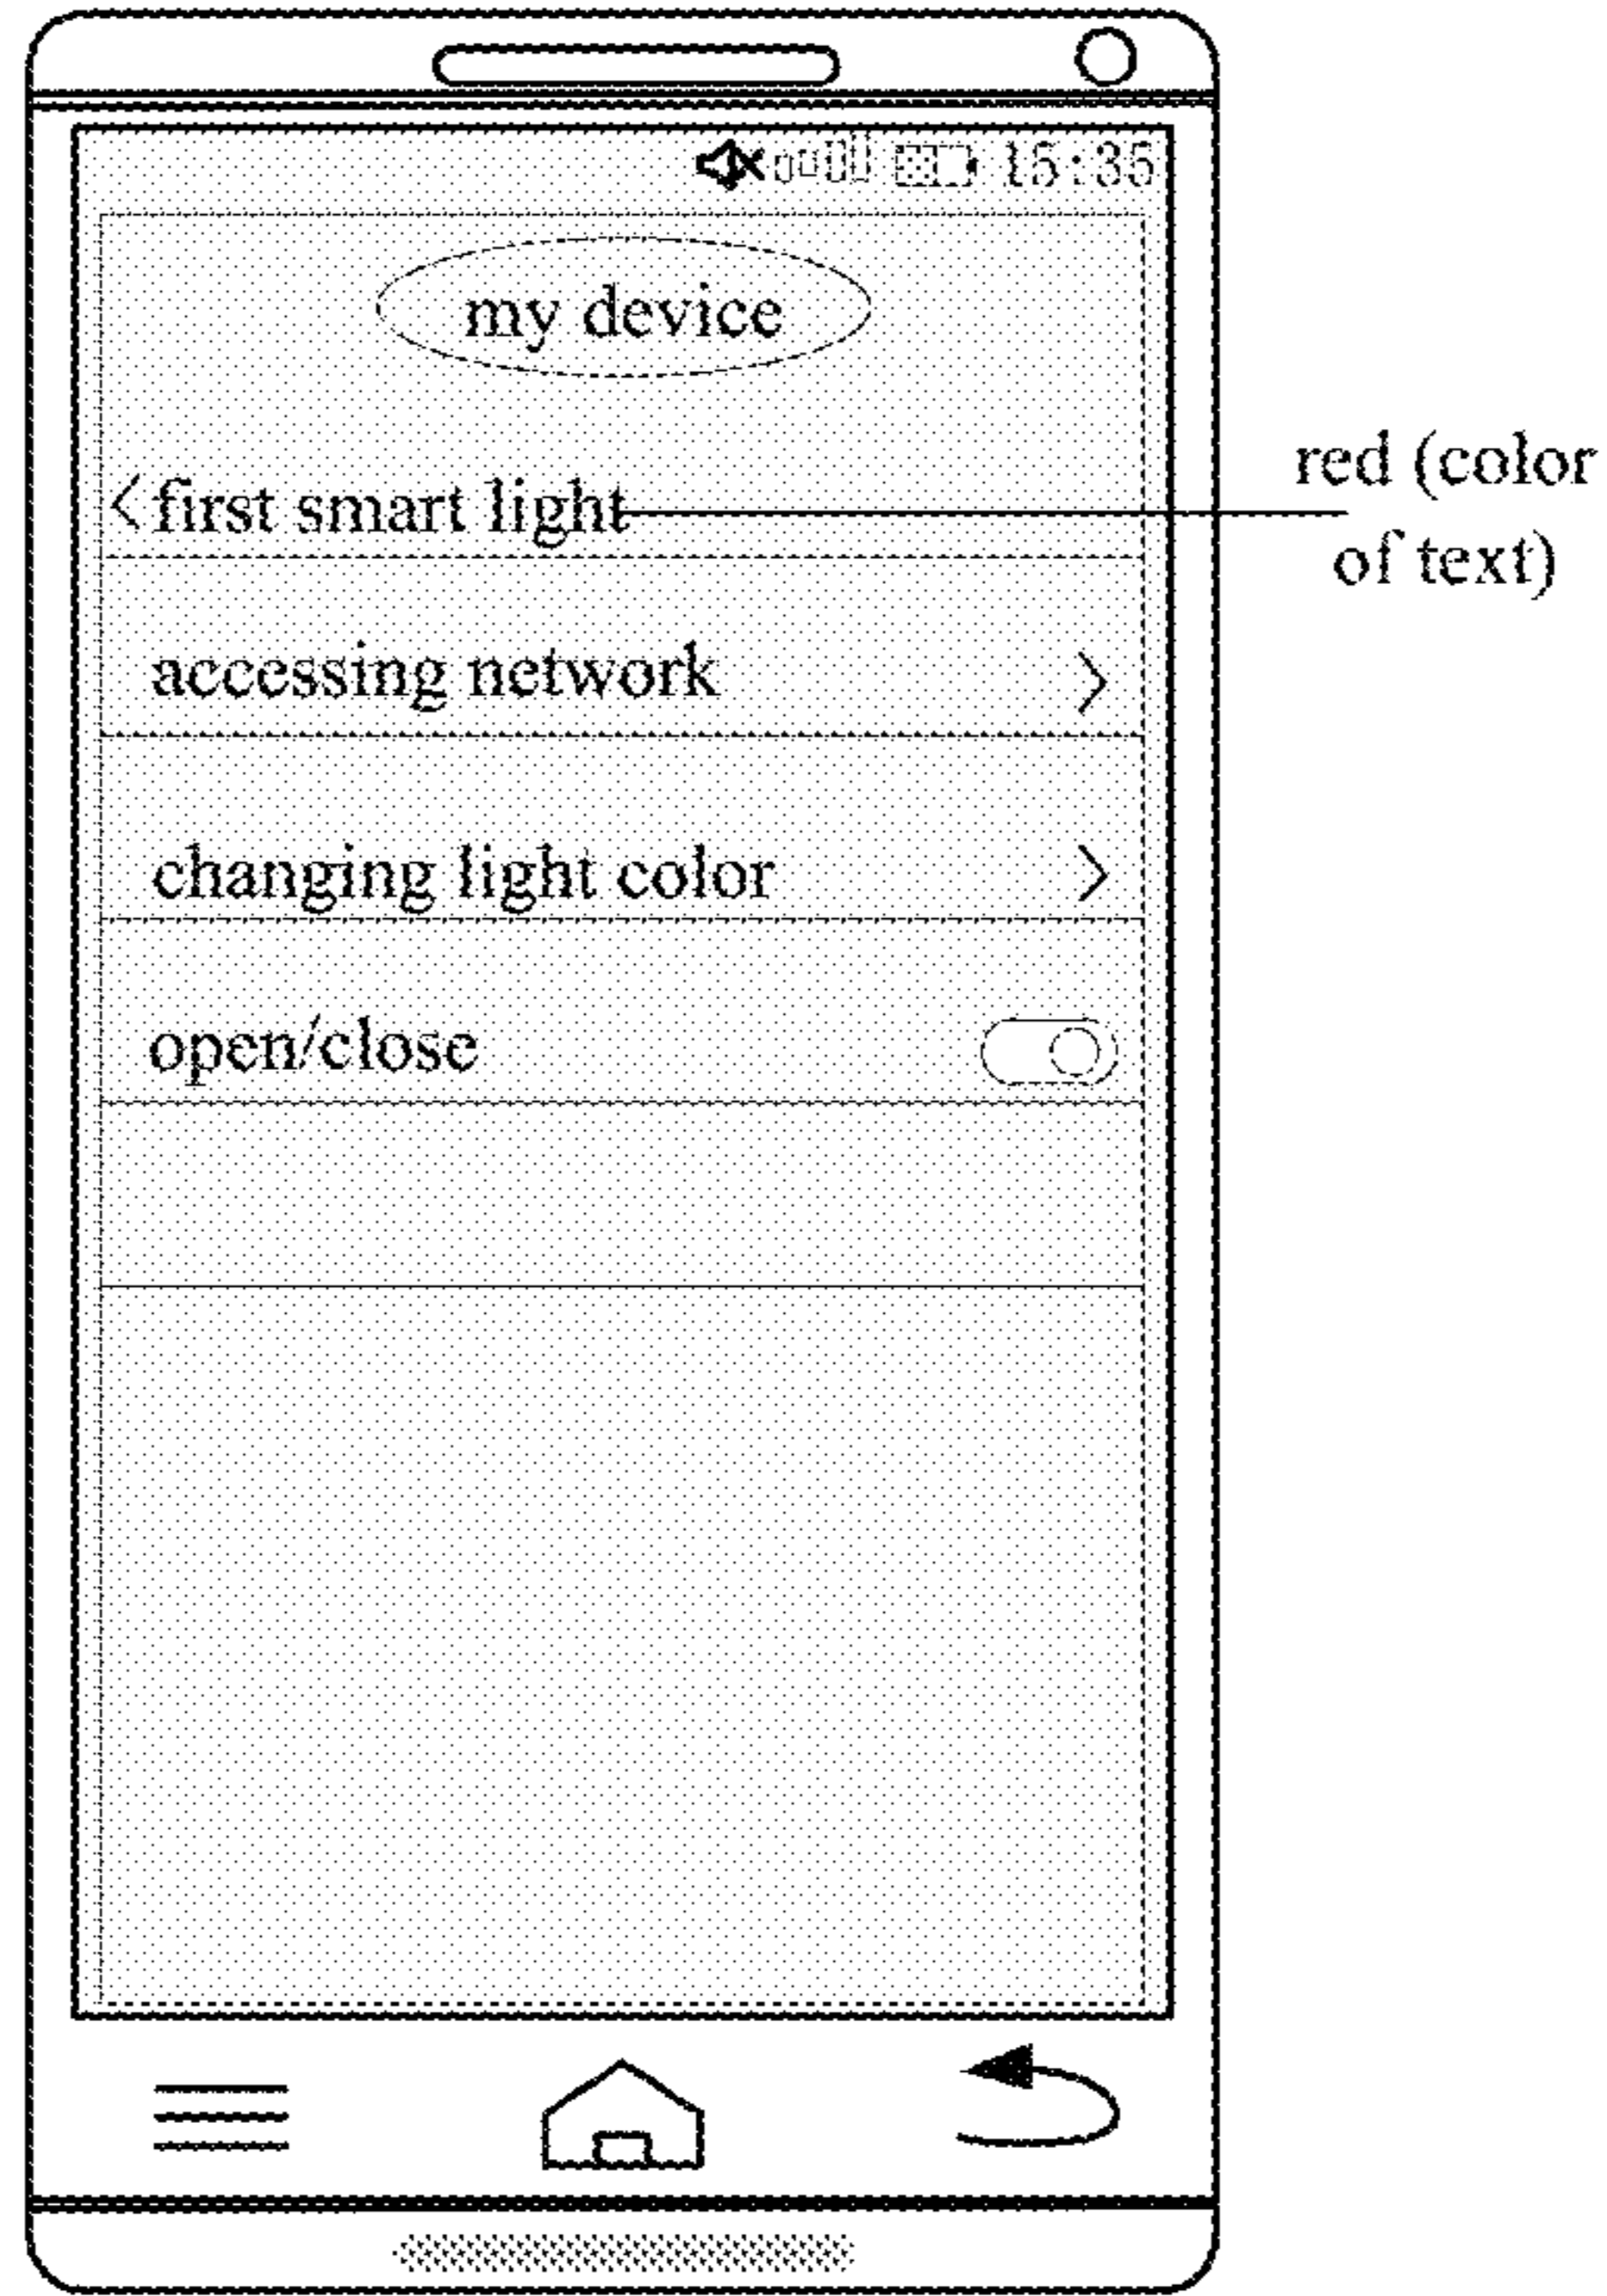 15:35
my device
first smart light
red (color
of text)
accessing network
changing light color
open/close